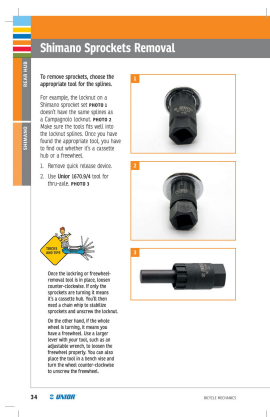 Shimano Sprockets Removal
REAR HUB
SHIMANO
To remove sprockets, choose the
appropriate tool for the splines.
For example, the locknut on a
Shimano sprocket set PHOTO 1
doesn't have the same splines as
a Campagnolo locknut. PHOTO 2
Make sure the tools fits well into
the locknut splines. Once you have
found the appropriate tool, you have
to find out whether it's a cassette
hub or a freewheel.
1. Remove quick release device.
2. Use Unior 1670.9/4 tool for
thru-axle. PHOTO 3
1
2
3
TRICKS
AND TIPS
Once the lockring or freewheel-
removal tool is in place, loosen
counter-clockwise. If only the
sprockets are turning it means
it's a cassette hub. You'll then
need a chain whip to stabilize
sprockets and unscrew the locknut.
On the other hand, if the whole
wheel is turning, it means you
have a freewheel. Use a larger
lever with your tool, such as an
adjustable wrench, to loosen the
freewheel properly. You can also
place the tool in a bench vise and
turn the wheel counter-clockwise
to unscrew the freewheel.
34
UNIOR
BICYCLE MECHANICS